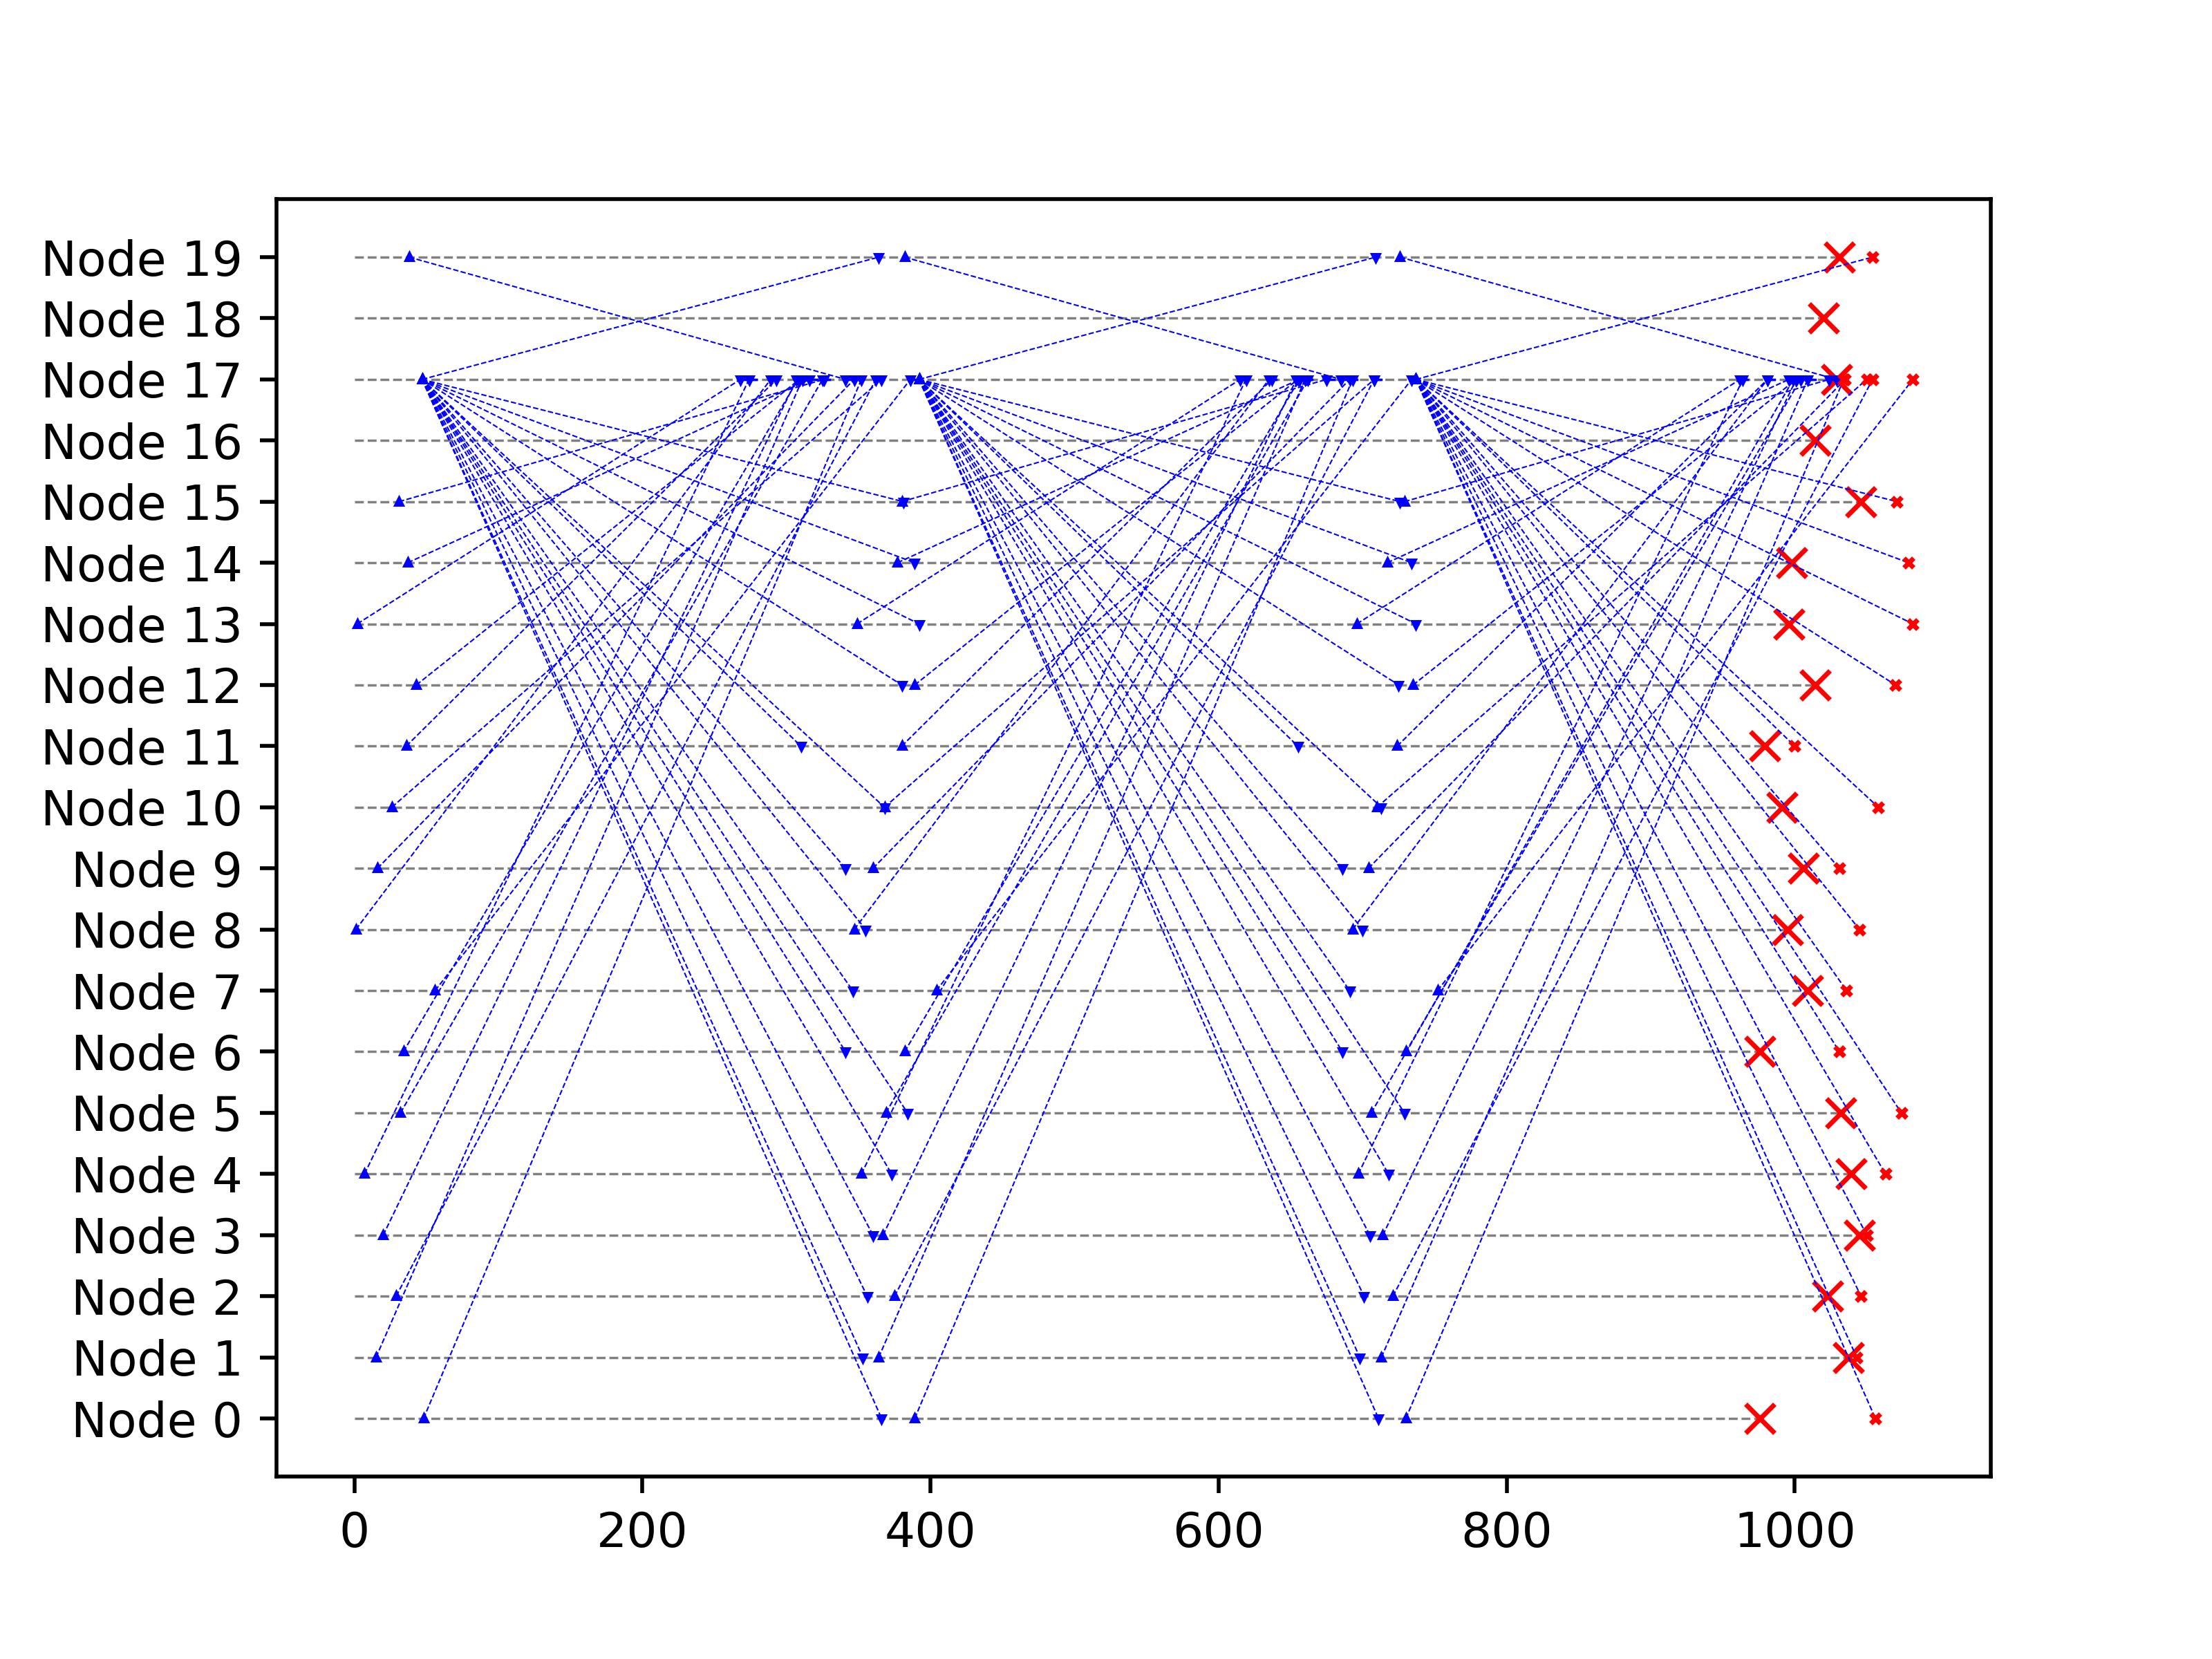 Node 19
Node 18
Node 17
Node 16
Node 15
Node 14
Node 13
Node 12
Node 11
Node 10
Node 9
Node 8
Node 7
Node 6
Node 5
Node 4
Node 3
Node 2
Node 1
Node 0
0 200 400 600 800 1000